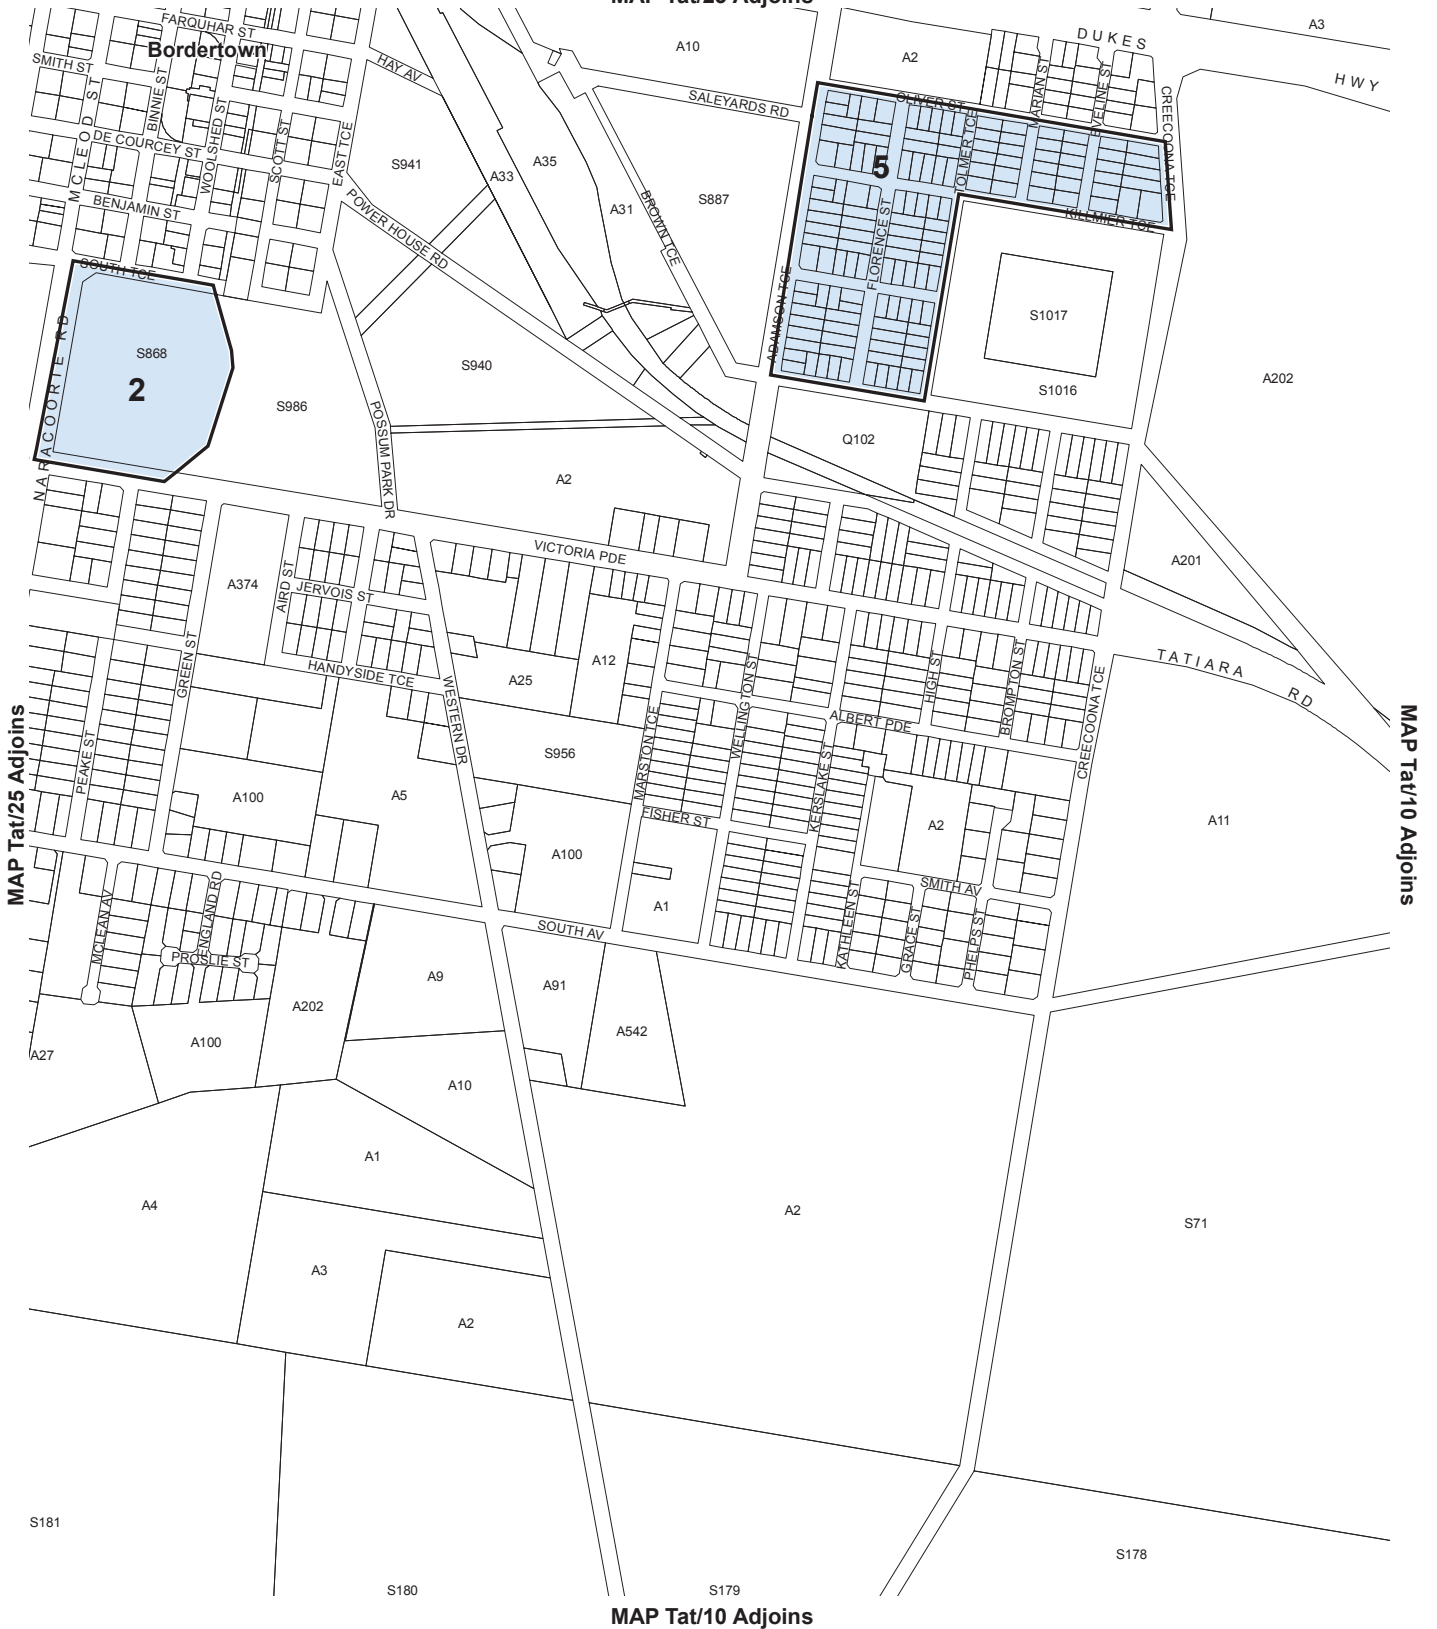 MAP Tat/25 Adjoins
FARQUHAR ST
Bordertown
SMITH ST
BINNIE ST
HAY AV
MCLEOD ST
DE COURCEY ST
WOOLSHED ST
SCOTT ST
EAST TCE
BENJAMIN ST
SOUTH TCE
POWER HOUSE RD
S941
A33
A35
A31
BROWN TCE
S887
A10
SALEYARDS RD
A2
DUKES
HWY
A3
OLIVER ST
MARIAN ST
EVELINE ST
CREECOONA TCE
5
TOLMER TCE
KILLMIER TCE
FLORENCE ST
ADAMSON TCE
S1017
S1016
A202
NARACOORTE RD
S868
2
S986
S940
POSSUM PARK DR
A2
Q102
A201
VICTORIA PDE
A374
AIRD ST
JERVOIS ST
GREEN ST
HANDYSIDE TCE
WESTERN DR
A25
A12
S956
MARSTON TCE
WELLINGTON ST
HIGH ST
BROMPTON ST
ALBERT PDE
CREECOONA TCE
TATIARA
RD
PEAKE ST
A100
A5
A100
FISHER ST
A1
KERSLAKE ST
A2
A11
MAP Tat/25 Adjoins
MAP Tat/10 Adjoins
SMITH AV
KATHLEEN ST
GRACE ST
PHELPS ST
SOUTH AV
MCLEAN AV
ENGLAND RD
PROSLIE ST
A9
A91
A542
A202
A100
A27
A10
A1
A4
A2
S71
A3
A2
S181
S180
S179
S178
MAP Tat/10 Adjoins